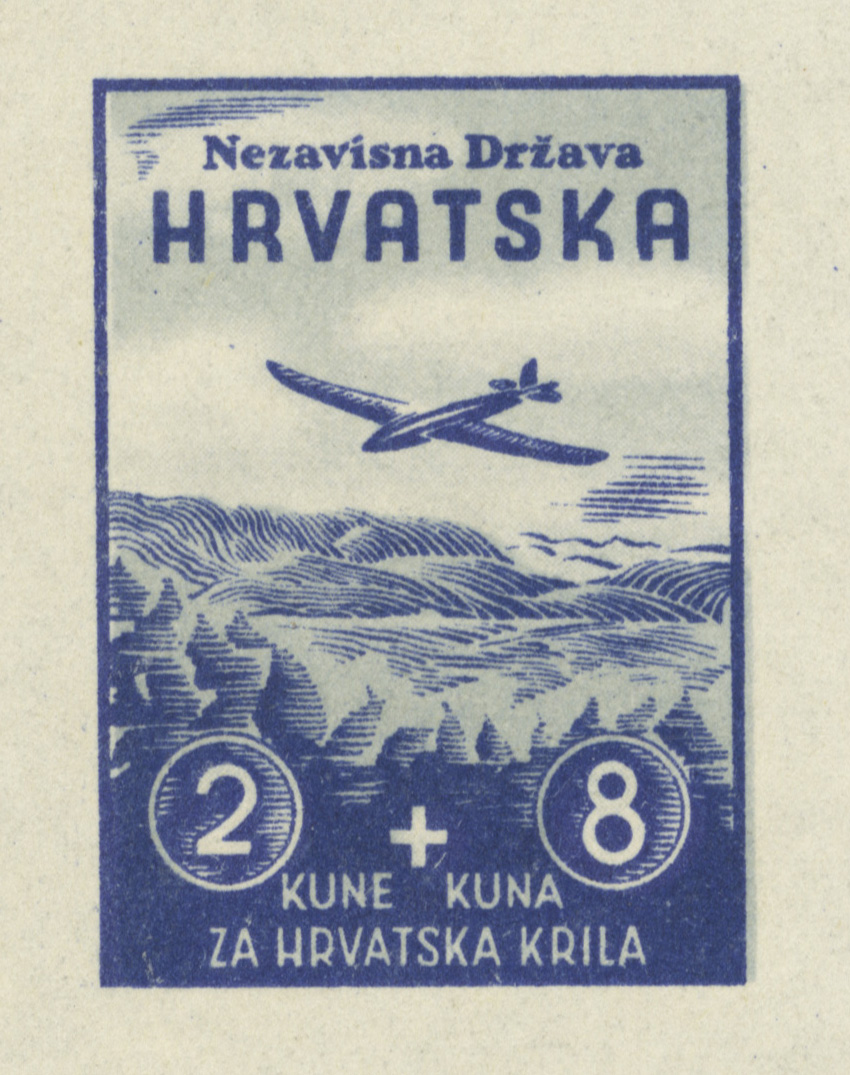 Nezavisna Država
HRVATSKA
2 + 8
KUNE KUNA
ZA HRVATSKA KRILA